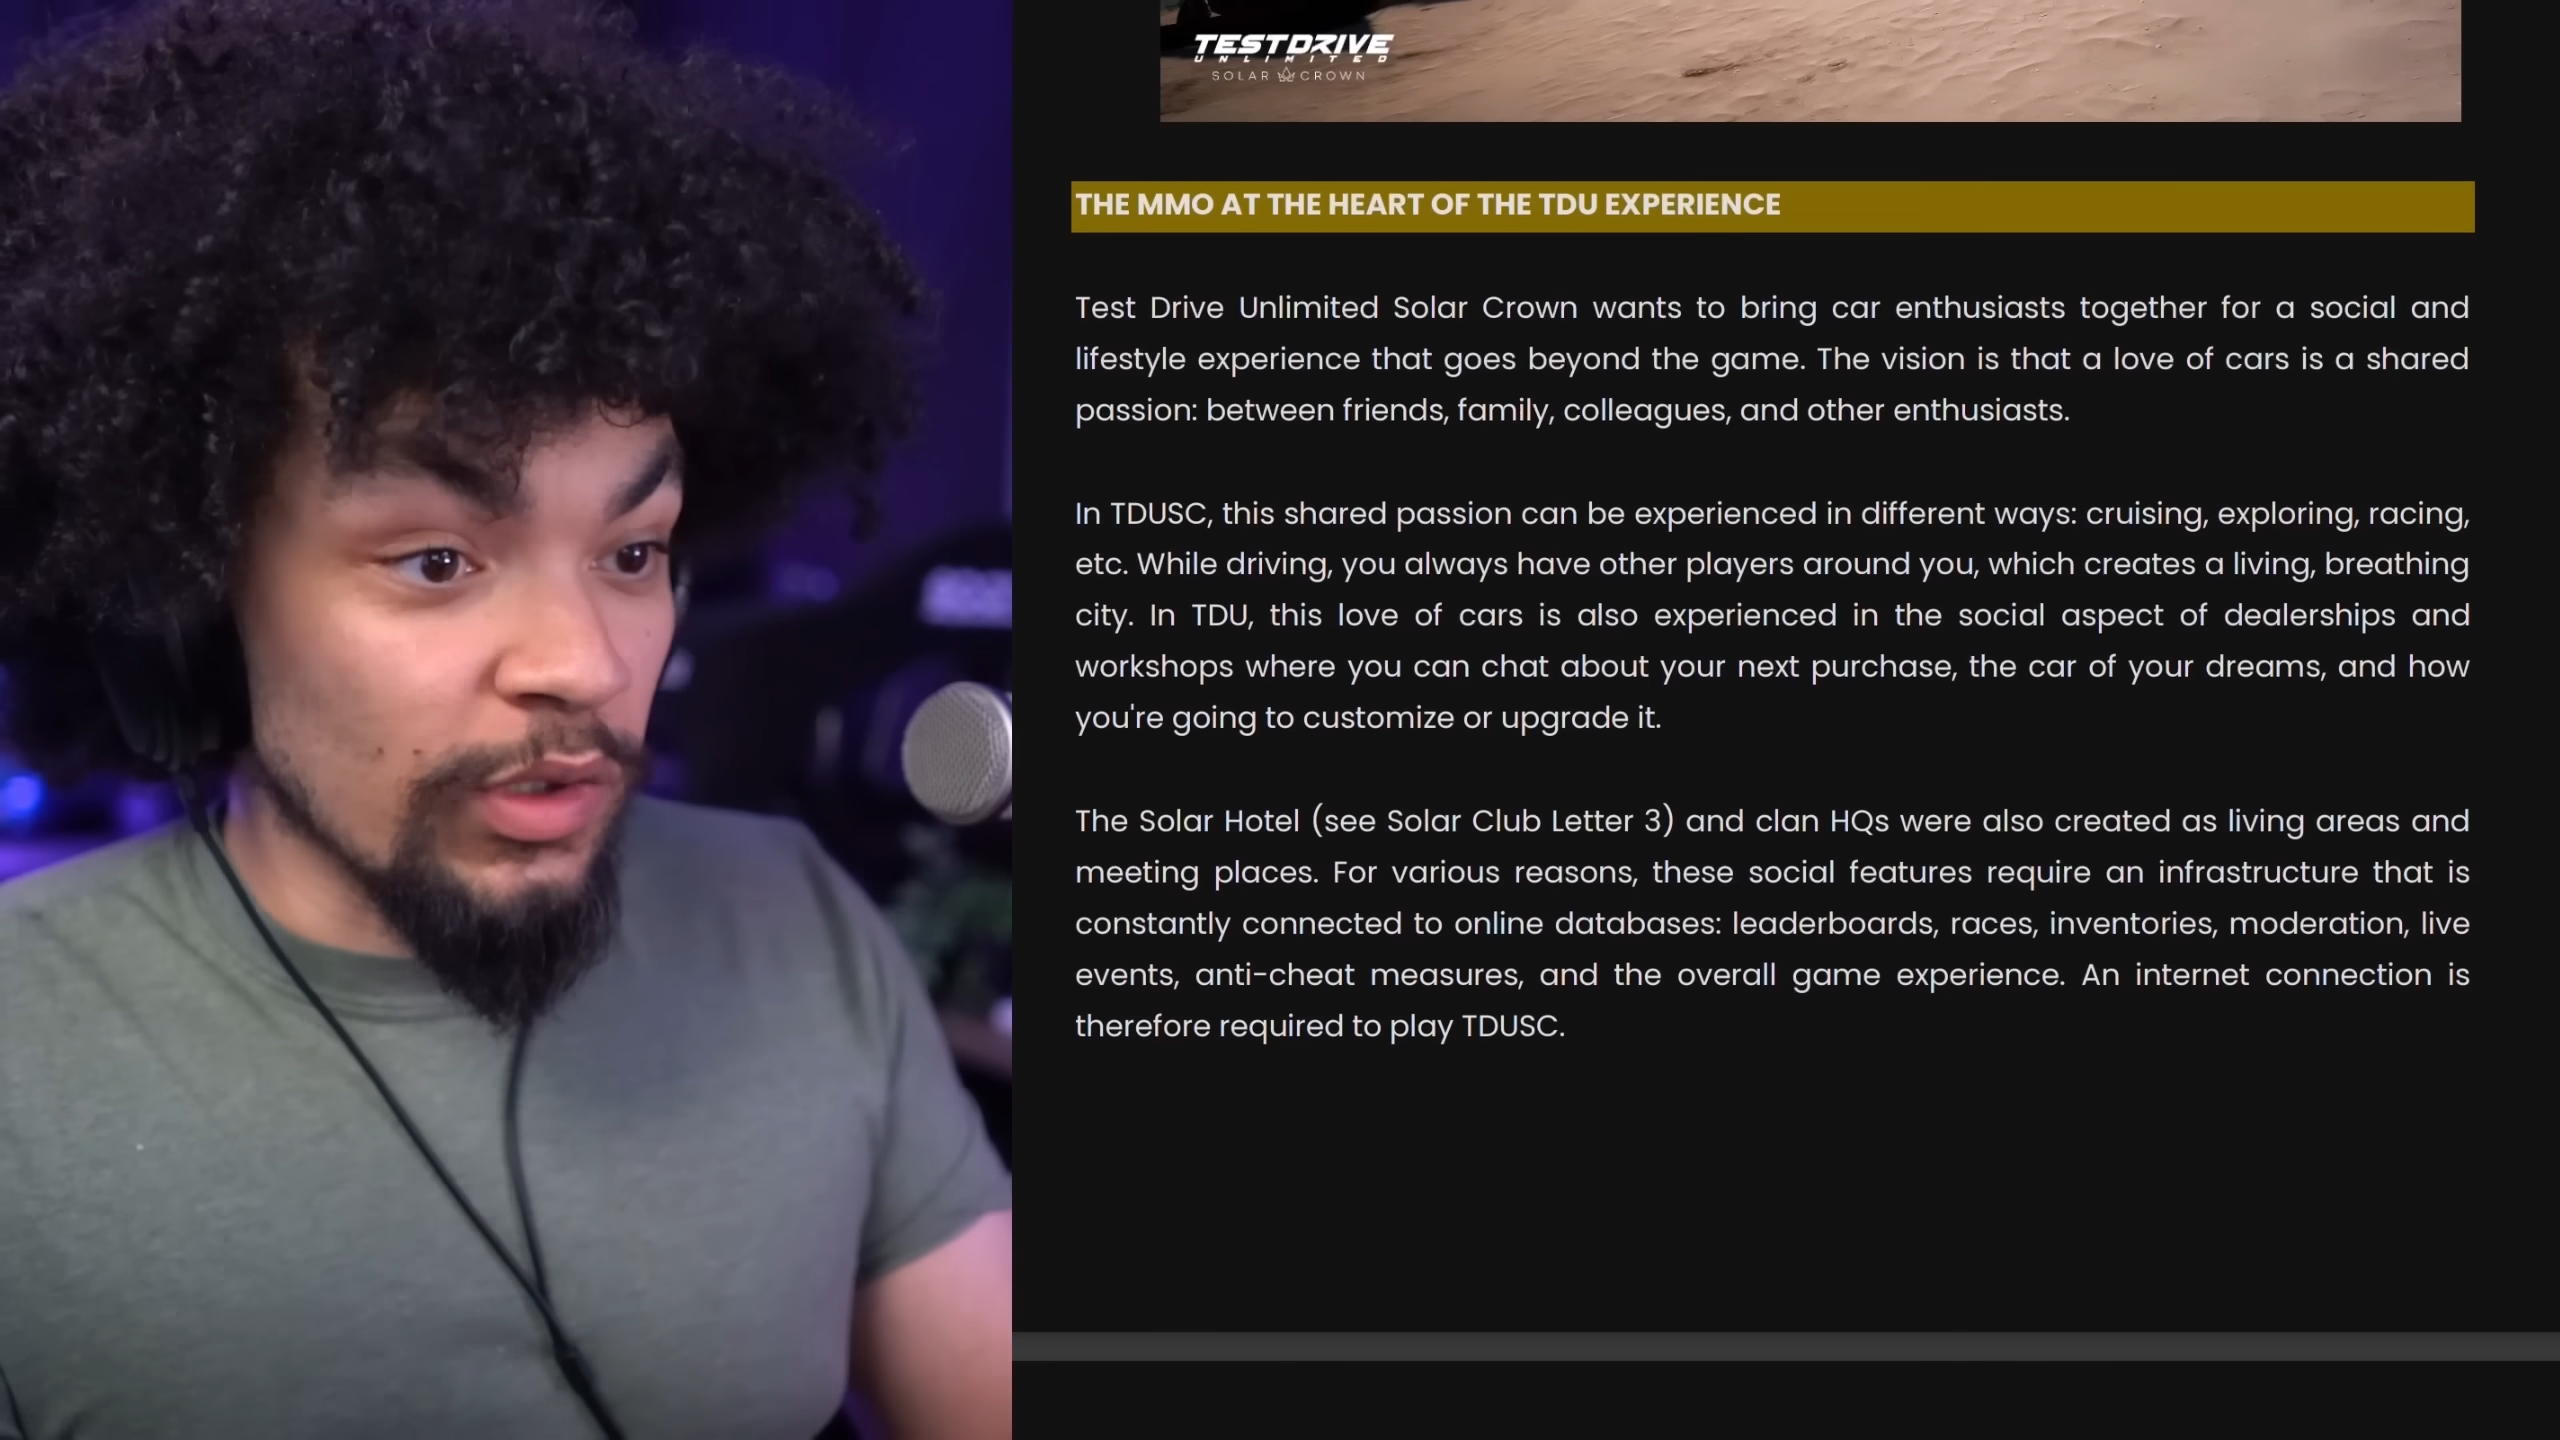 TEST DRIVE
UNLIMITED
SOLAR CROWN
THE MMO AT THE HEART OF THE TDU EXPERIENCE
Test Drive Unlimited Solar Crown wants to bring car enthusiasts together for a social and
lifestyle experience that goes beyond the game. The vision is that a love of cars is a shared
passion: between friends, family, colleagues, and other enthusiasts.
In TDUSC, this shared passion can be experienced in different ways: cruising, exploring, racing,
etc. While driving, you always have other players around you, which creates a living, breathing
city. In TDU, this love of cars is also experienced in the social aspect of dealerships and
workshops where you can chat about your next purchase, the car of your dreams, and how
you're going to customize or upgrade it.
The Solar Hotel (see Solar Club Letter 3) and clan HQs were also created as living areas and
meeting places. For various reasons, these social features require an infrastructure that is
constantly connected to online databases: leaderboards, races, inventories, moderation, live
events, anti-cheat measures, and the overall game experience. An internet connection is
therefore required to play TDUSC.